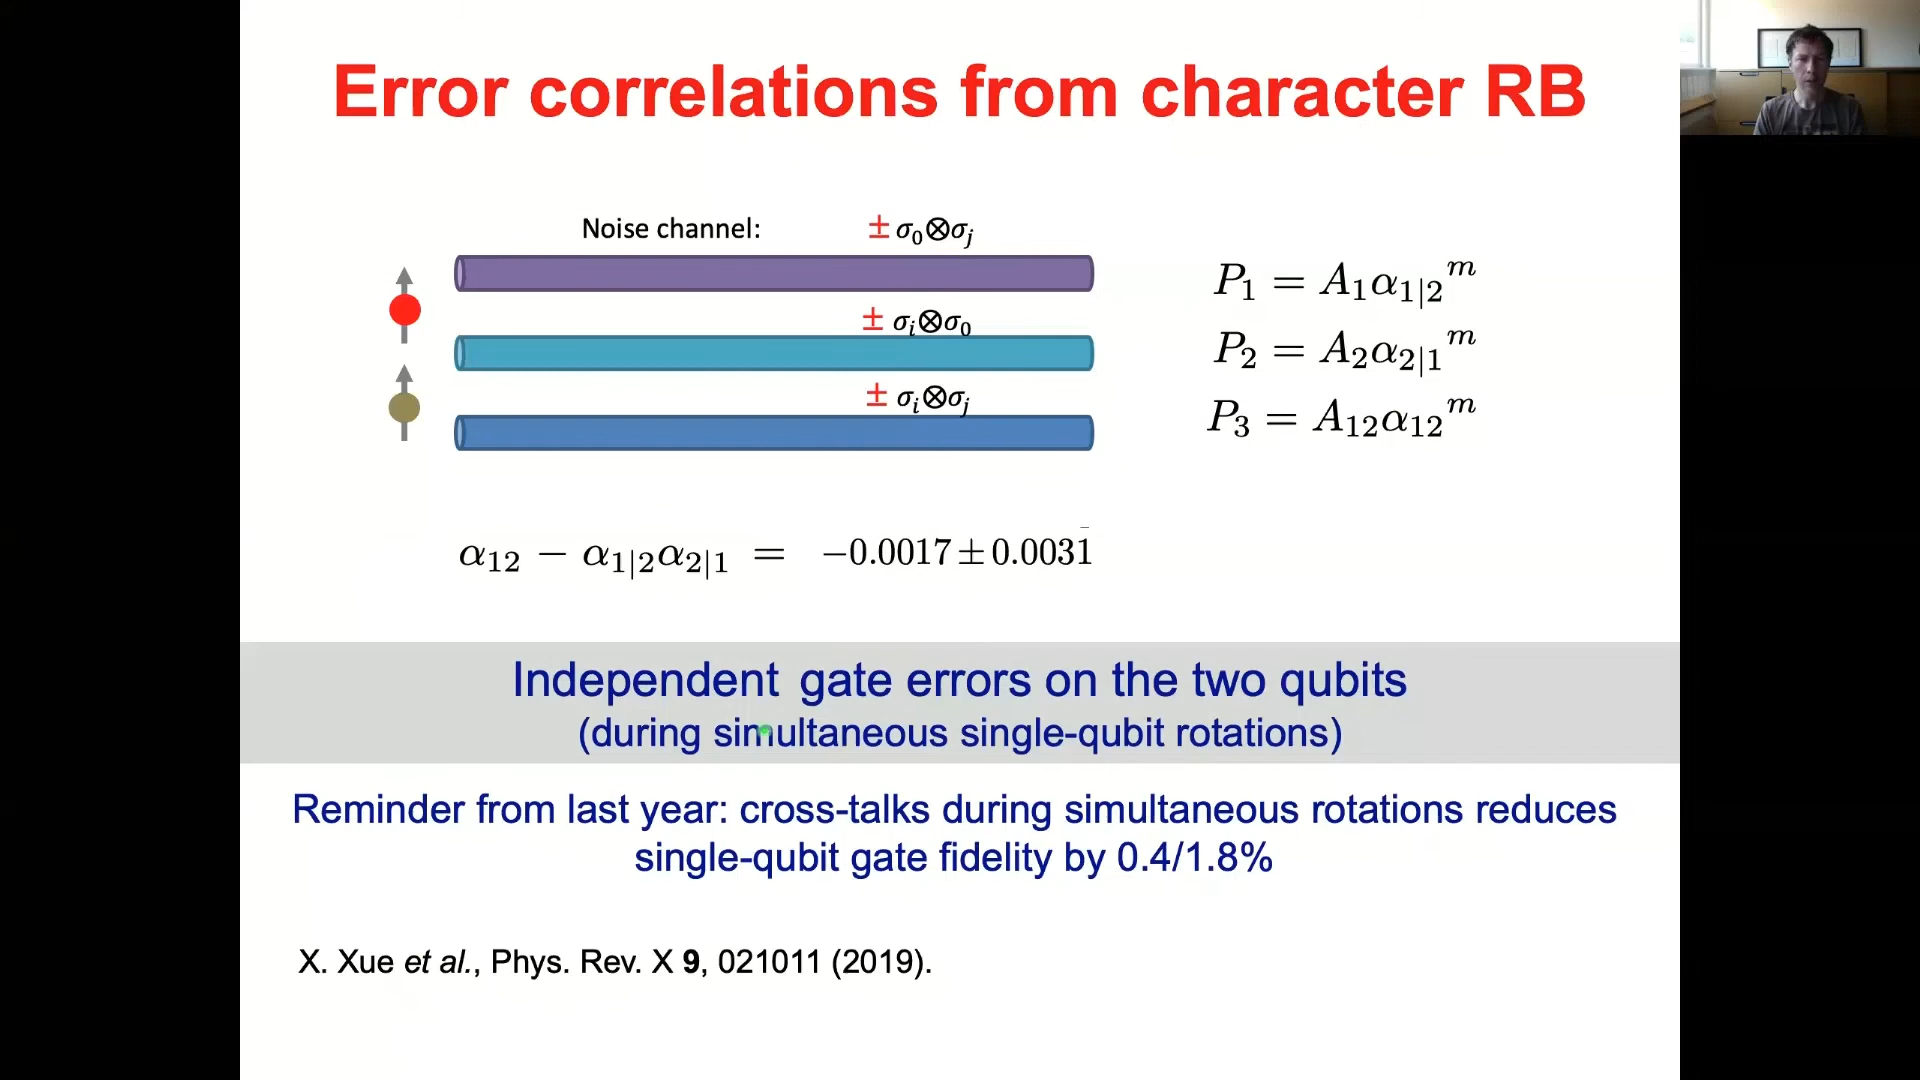 Error correlations from character RB
Noise channel: ± σ₀⊗σⱼ
± σᵢ⊗σ₀
± σᵢ⊗σⱼ
P₁ = A₁α₁|₂ᵐ
P₂ = A₂α₂|₁ᵐ
P₃ = A₁₂α₁₂ᵐ
α₁₂ − α₁|₂α₂|₁ = −0.0017 ± 0.0031
Independent gate errors on the two qubits
(during simultaneous single-qubit rotations)
Reminder from last year: cross-talks during simultaneous rotations reduces
single-qubit gate fidelity by 0.4/1.8%
X. Xue et al., Phys. Rev. X 9, 021011 (2019).